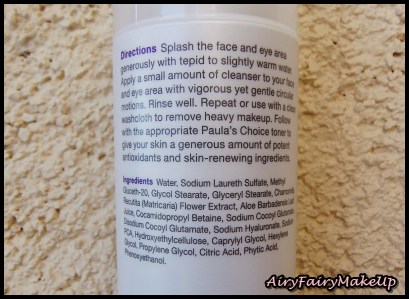 Directions Splash the face and eye area
generously with tepid to slightly warm water.
Apply a small amount of cleanser to your face
and eye area with vigorous yet gentle circular
motions. Rinse well. Repeat or use with a clean
washcloth to remove heavy makeup. Follow
with the appropriate Paula's Choice toner to
give your skin a generous amount of potent
antioxidants and skin-renewing ingredients.
Ingredients Water, Sodium Laureth Sulfate, Methyl
Gluceth-20, Glycol Stearate, Glyceryl Stearate, Chamomilla
Recutita (Matricaria) Flower Extract, Aloe Barbadensis Leaf
Juice, Cocamidopropyl Betaine, Sodium Cocoyl Glutamate,
Disodium Cocoyl Glutamate, Sodium Hyaluronate, Sodium
PCA, Hydroxyethylcellulose, Caprylyl Glycol, Hexylene
Glycol, Propylene Glycol, Citric Acid, Phytic Acid,
Phenoxyethanol.
AiryFairyMakeUp